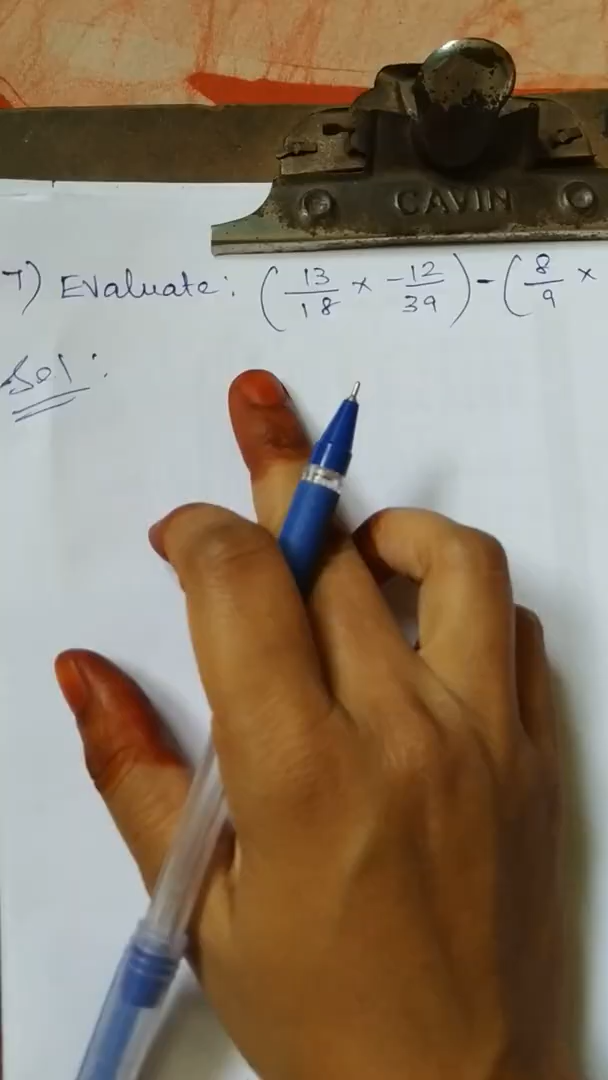 CAVIN
7) Evaluate: (13/18 × -12/39) - (8/9 ×
Sol: